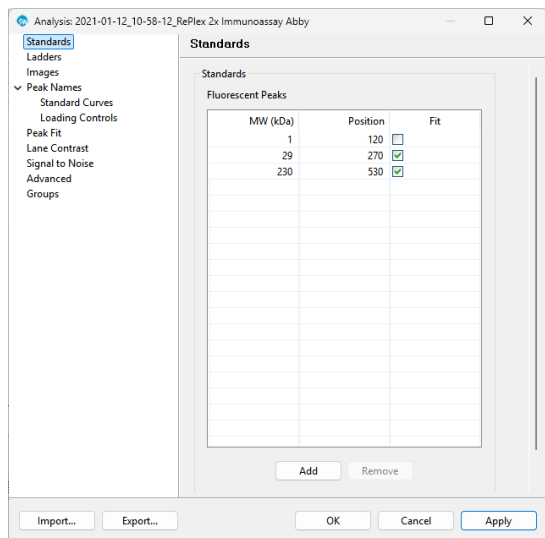 Analysis: 2021-01-12_10-58-12_RePlex 2x Immunoassay Abby
Standards
Ladders
Images
Peak Names
Standard Curves
Loading Controls
Peak Fit
Lane Contrast
Signal to Noise
Advanced
Groups
Standards
Standards
Fluorescent Peaks
MW (kDa) Position Fit
1 120
29 270
230 530
Add Remove
Import... Export... OK Cancel Apply